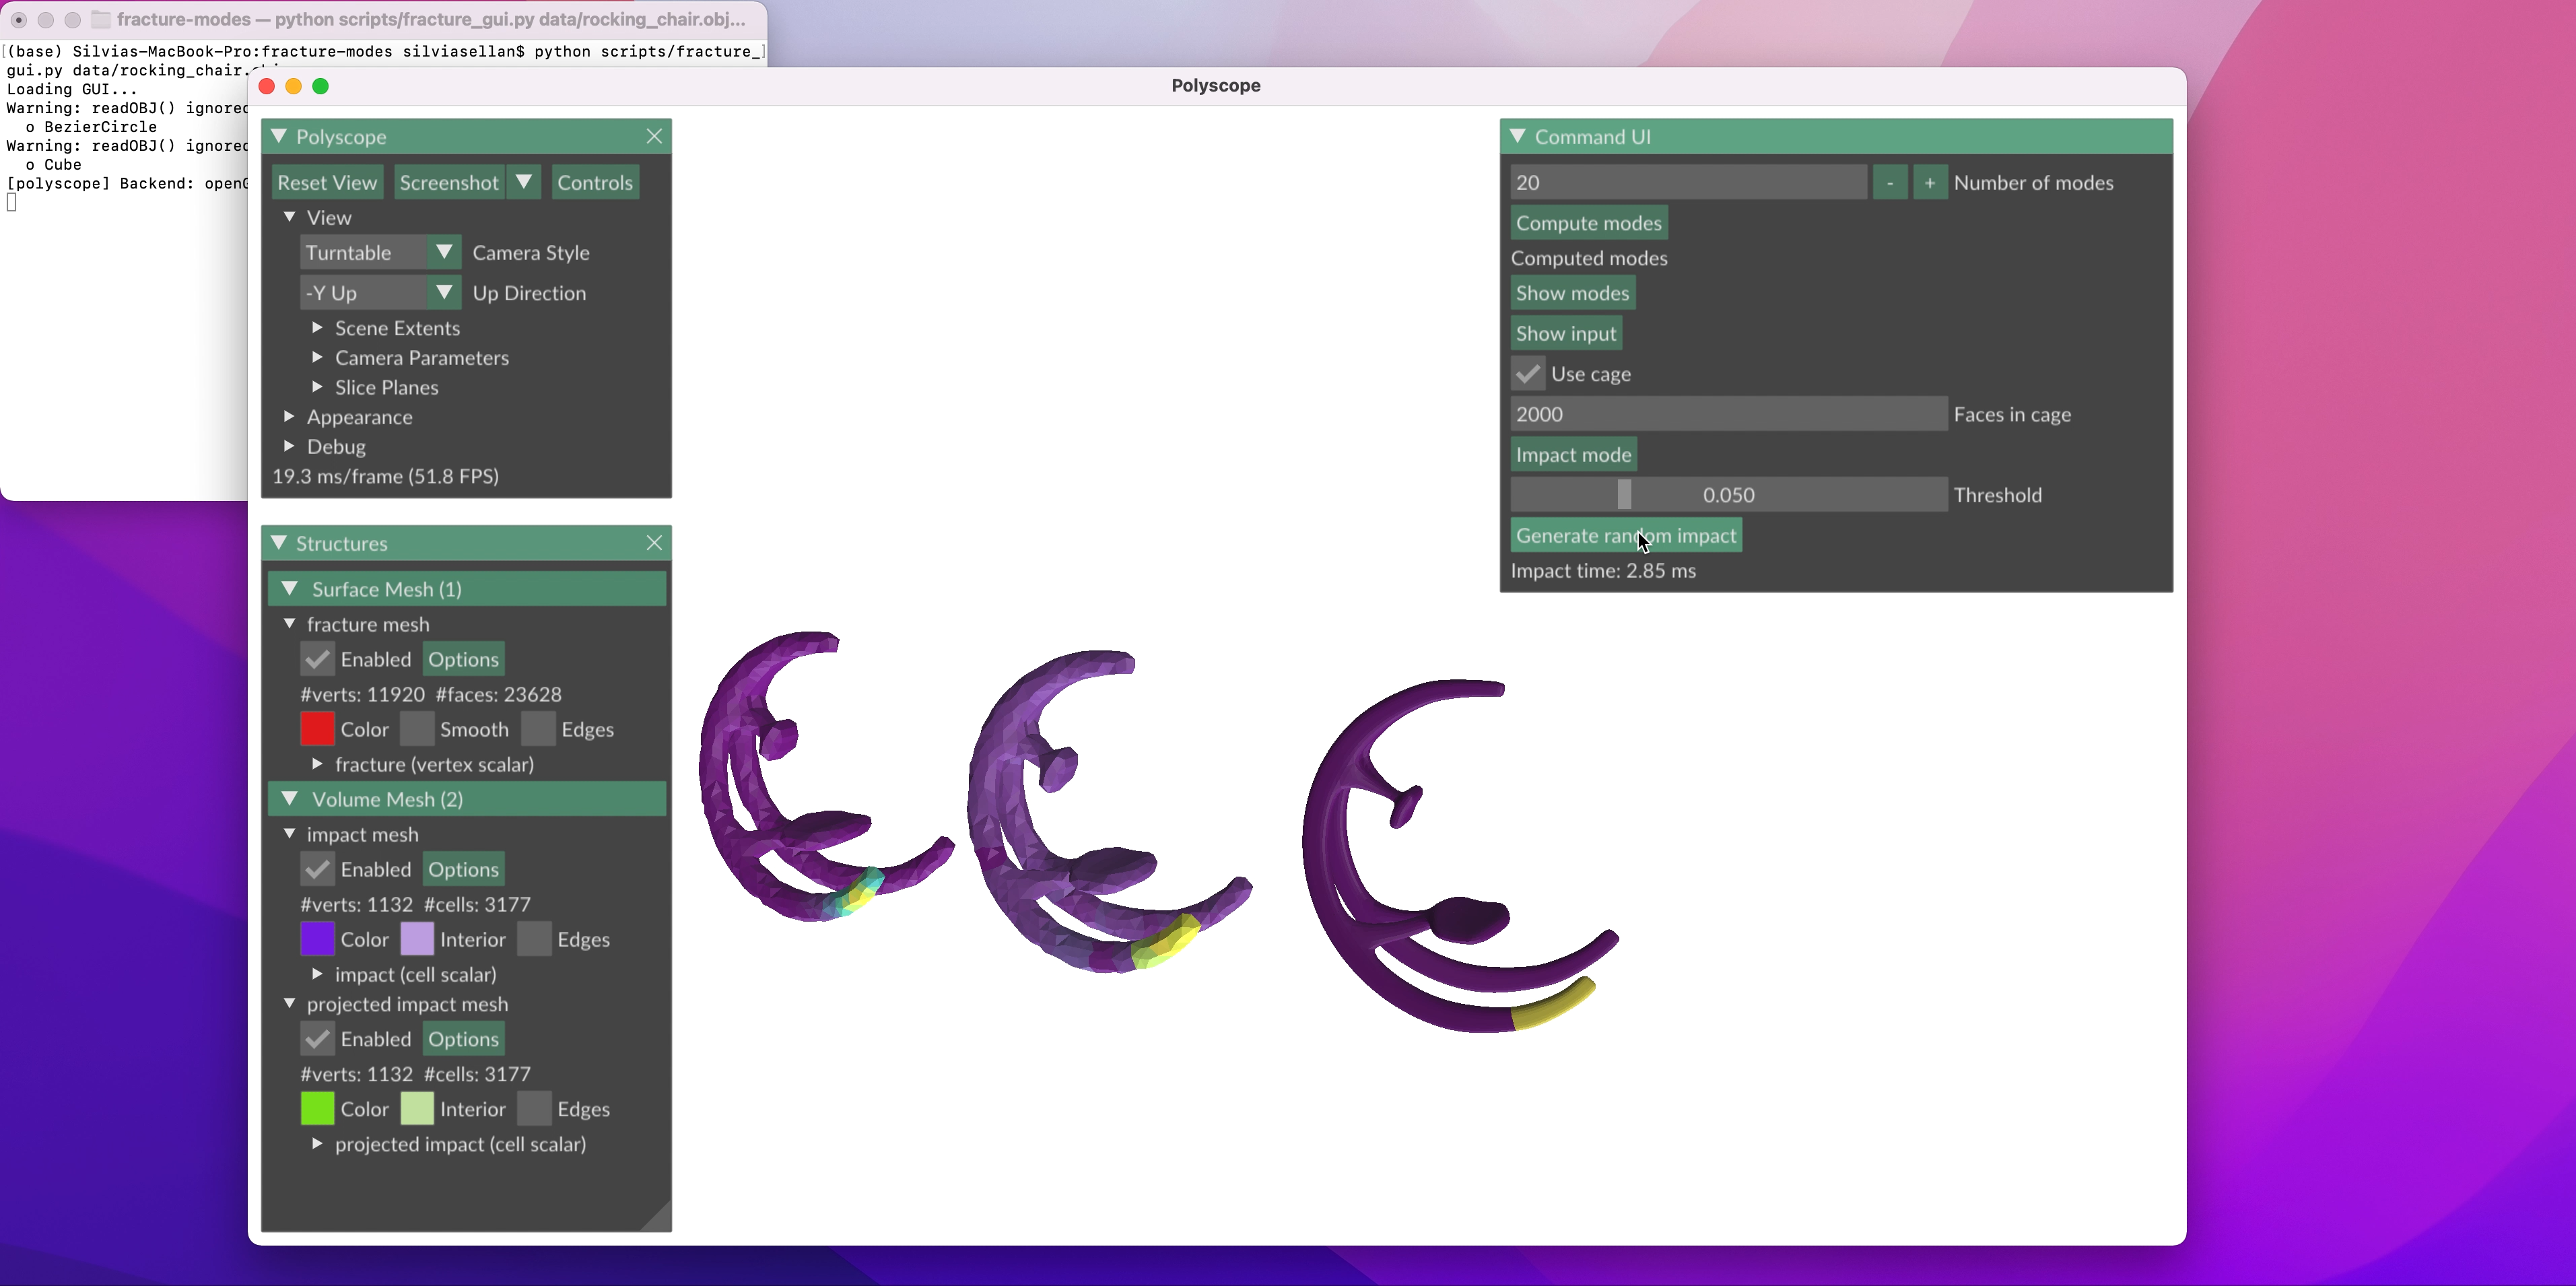 fracture-modes — python scripts/fracture_gui.py data/rocking_chair.obj...
(base) Silvias-MacBook-Pro:fracture-modes silviasellan$ python scripts/fracture_
gui.py data/rocking_chair.
Loading GUI...
Warning: readOBJ() ignored
o BezierCircle
Warning: readOBJ() ignored
o Cube
[polyscope] Backend: open
Polyscope
Polyscope
Reset View Screenshot Controls
View
Turntable Camera Style
-Y Up Up Direction
Scene Extents
Camera Parameters
Slice Planes
Appearance
Debug
19.3 ms/frame (51.8 FPS)
Structures
Surface Mesh (1)
fracture mesh
Enabled Options
#verts: 11920 #faces: 23628
Color Smooth Edges
fracture (vertex scalar)
Volume Mesh (2)
impact mesh
Enabled Options
#verts: 1132 #cells: 3177
Color Interior Edges
impact (cell scalar)
projected impact mesh
Enabled Options
#verts: 1132 #cells: 3177
Color Interior Edges
projected impact (cell scalar)
Command UI
20 - + Number of modes
Compute modes
Computed modes
Show modes
Show input
Use cage
2000 Faces in cage
Impact mode
0.050 Threshold
Generate random impact
Impact time: 2.85 ms